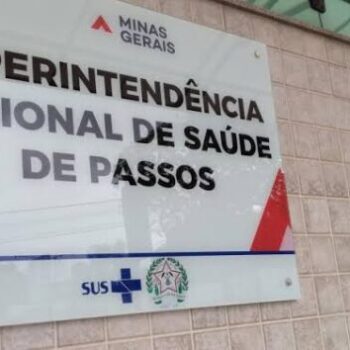 MINAS
GERAIS
PERINTENDÊNCIA
IONAL DE SAÚDE
DE PASSOS
SUS